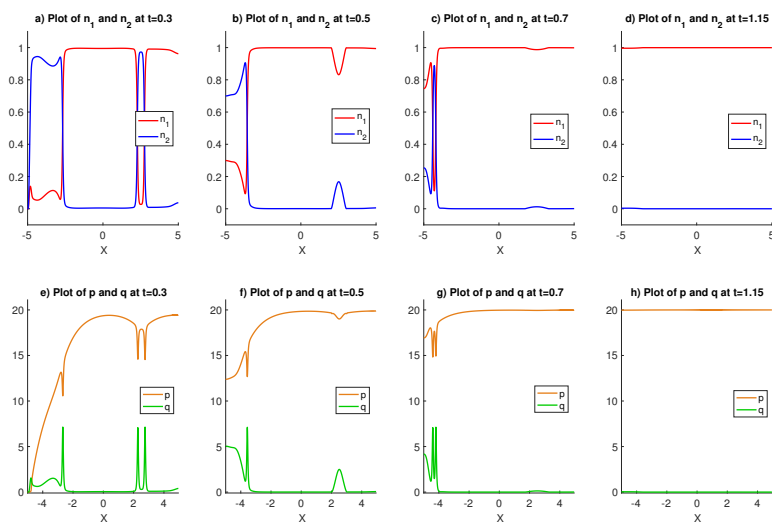 a) Plot of n1 and n2 at t=0.3
b) Plot of n1 and n2 at t=0.5
c) Plot of n1 and n2 at t=0.7
d) Plot of n1 and n2 at t=1.15
1
0.8
0.6
0.4
0.2
0
-5
0
5
X
n1
n2
1
0.8
0.6
0.4
0.2
0
-5
0
5
X
n1
n2
1
0.8
0.6
0.4
0.2
0
-5
0
5
X
n1
n2
1
0.8
0.6
0.4
0.2
0
-5
0
5
X
n1
n2
e) Plot of p and q at t=0.3
f) Plot of p and q at t=0.5
g) Plot of p and q at t=0.7
h) Plot of p and q at t=1.15
20
15
10
5
0
-4 -2 0 2 4
X
p
q
20
15
10
5
0
-4 -2 0 2 4
X
p
q
20
15
10
5
0
-4 -2 0 2 4
X
p
q
20
15
10
5
0
-4 -2 0 2 4
X
p
q